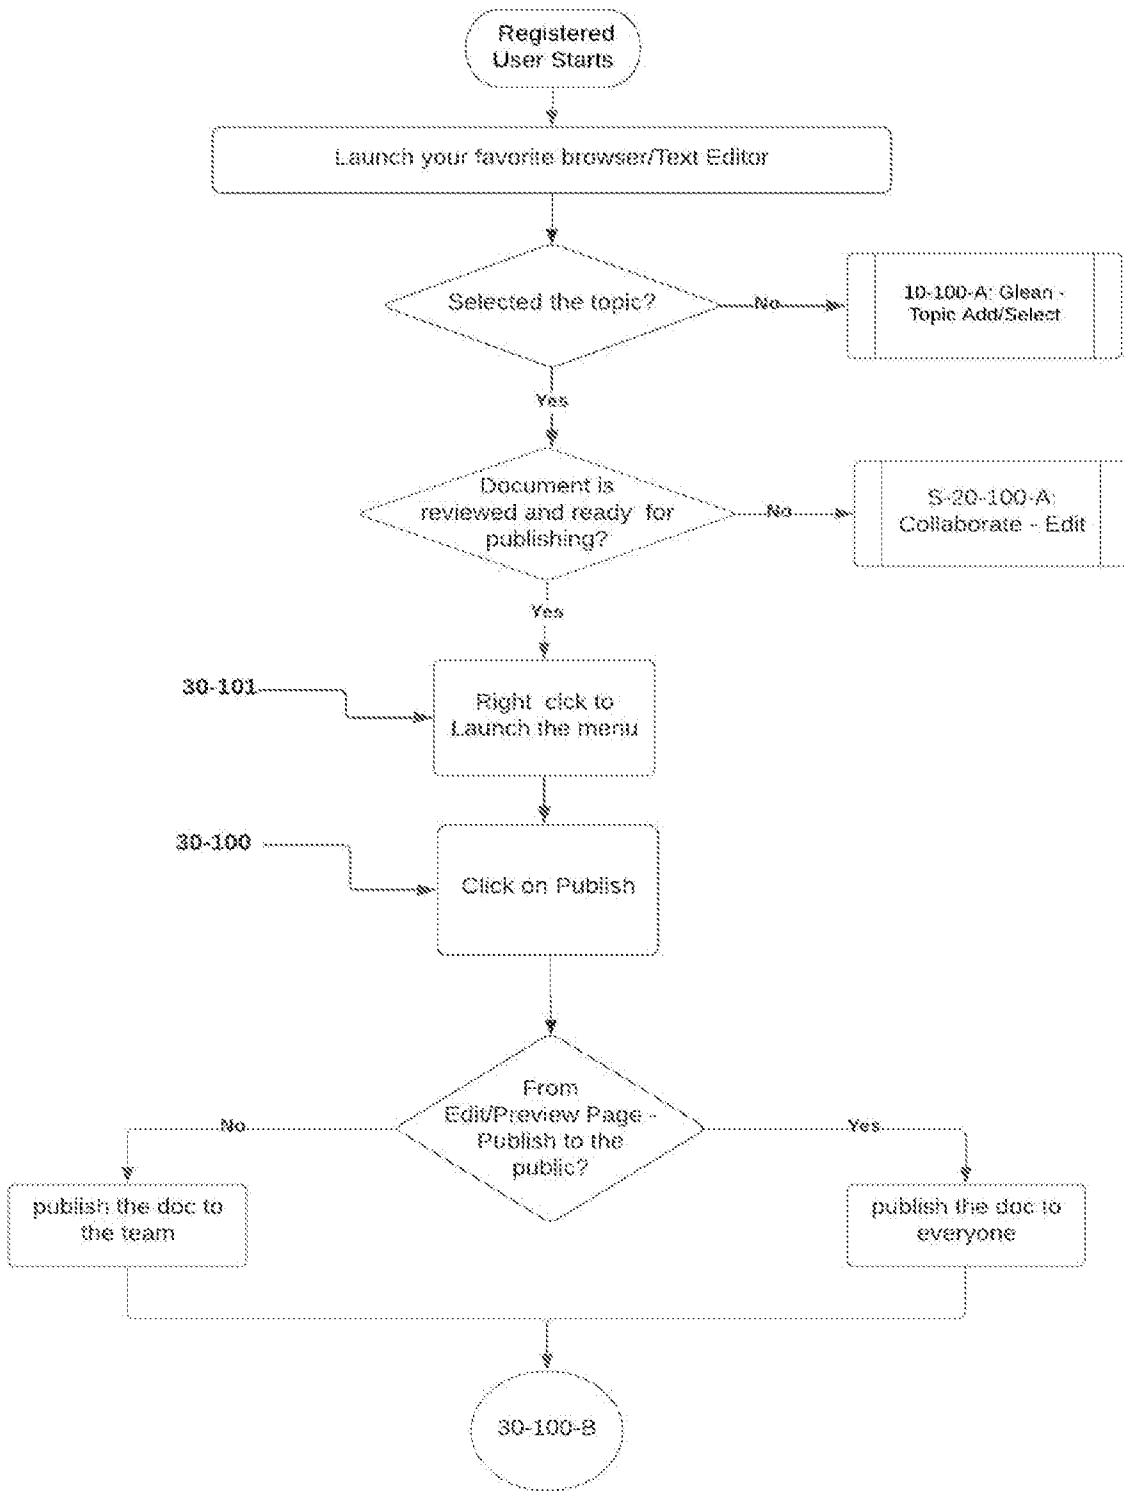 Registered
User Starts
Launch your favorite browser/Text Editor
Selected the topic?
No
10-100-A: Glean -
Topic Add/Select
Yes
Document is
reviewed and ready for
publishing?
No
S-20-100-A:
Collaborate - Edit
Yes
30-101
Right cick to
Launch the menu
30-100
Click on Publish
From
Edit/Preview Page -
Publish to the
public?
No
Yes
publish the doc to
the team
publish the doc to
everyone
30-100-B